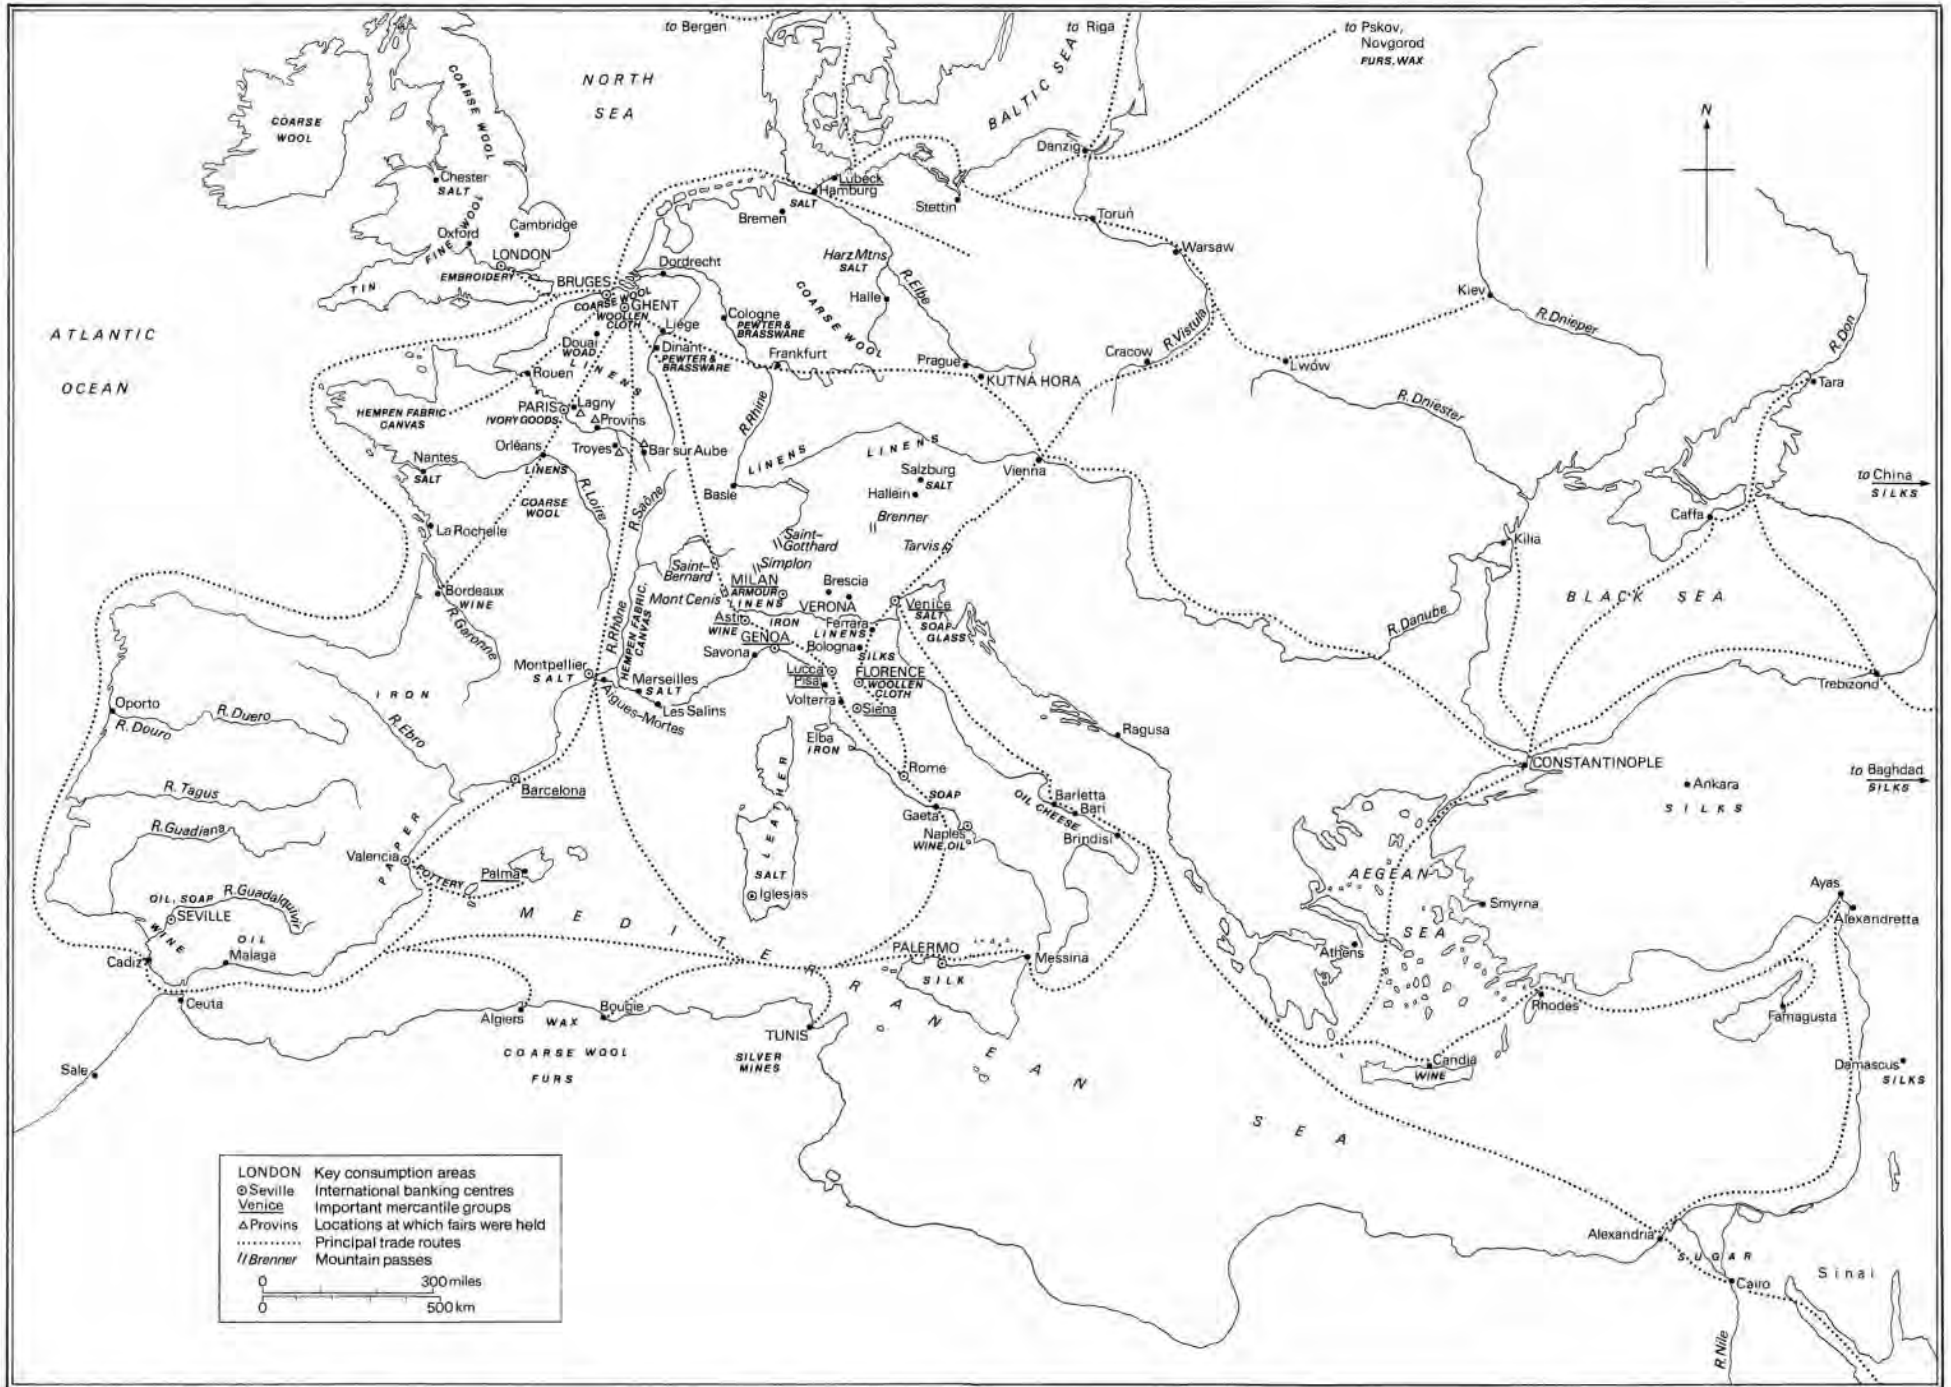 to Bergen
to Riga
to Pskov,
Novgorod
FURS, WAX
NORTH
SEA
BALTIC SEA
N
COARSE
WOOL
COARSE WOOL
Chester
SALT
FINE WOOL
Oxford
Cambridge
LONDON
EMBROIDERY
TIN
Danzig
Lübeck
Hamburg
SALT
Bremen
Stettin
Toruń
Warsaw
Harz Mtns
SALT
Halle
R. Elbe
COARSE WOOL
Dordrecht
BRUGES
COARSE WOOL
GHENT
WOOLLEN
CLOTH
Cologne
PEWTER &
BRASSWARE
Liége
Dinant
PEWTER &
BRASSWARE
Douai
WOAD
LINENS
Frankfurt
Prague
KUTNÁ HORA
Cracow
R. Vistula
Lwów
Kiev
R. Dnieper
R. Don
Tara
R. Dniester
ATLANTIC
OCEAN
Rouen
PARIS
IVORY GOODS
Lagny
Provins
Troyes
Bar sur Aube
HEMPEN FABRIC
CANVAS
Orléans
LINENS
COARSE
WOOL
Nantes
SALT
La Rochelle
Bordeaux
WINE
R. Garonne
R. Loire
R. Saône
R. Rhine
Basle
LINENS
LINENS
Salzburg
SALT
Hallein
Brenner
Tarvis
Vienna
to China
SILKS
Caffa
Kilia
Saint-
Gotthard
Simplon
Saint-
Bernard
Mont Cenis
MILAN
ARMOUR
LINENS
Brescia
VERONA
IRON
Asti
WINE
GENOA
Savona
Ferrara
LINENS
Bologna
SILKS
Venice
SALT
SOAP
GLASS
BLACK SEA
R. Danube
Trebizond
R. Rhône
HEMPEN FABRIC,
CANVAS
Montpellier
SALT
Marseilles
SALT
Les Salins
Aigues-Mortes
Lucca
Pisa
FLORENCE
WOOLLEN
CLOTH
Volterra
Siena
Elba
IRON
Rome
SOAP
Gaeta
Naples
WINE, OIL
Ragusa
Barletta
Bari
OIL CHEESE
Brindisi
CONSTANTINOPLE
Ankara
SILKS
to Baghdad
SILKS
IRON
Oporto
R. Douro
R. Duero
R. Ebro
Barcelona
R. Tagus
R. Guadiana
PAPER
Valencia
POTTERY
Palma
OIL, SOAP
R. Guadalquivir
SEVILLE
WINE
OIL
Malaga
Cadiz
Ceuta
Sale
LEATHER
SALT
Iglesias
MEDITERRANEAN
SEA
PALERMO
SILK
Messina
AEGEAN
SEA
Smyrna
Athens
Rhodes
Candia
WINE
Ayas
Alexandretta
Famagusta
Damascus
SILKS
Algiers
WAX
Bougie
TUNIS
SILVER
MINES
COARSE WOOL
FURS
Alexandria
SUGAR
Cairo
Sinai
R. Nile
LONDON Key consumption areas
Seville International banking centres
Venice Important mercantile groups
Provins Locations at which fairs were held
Principal trade routes
Brenner Mountain passes
0 300 miles
0 500 km